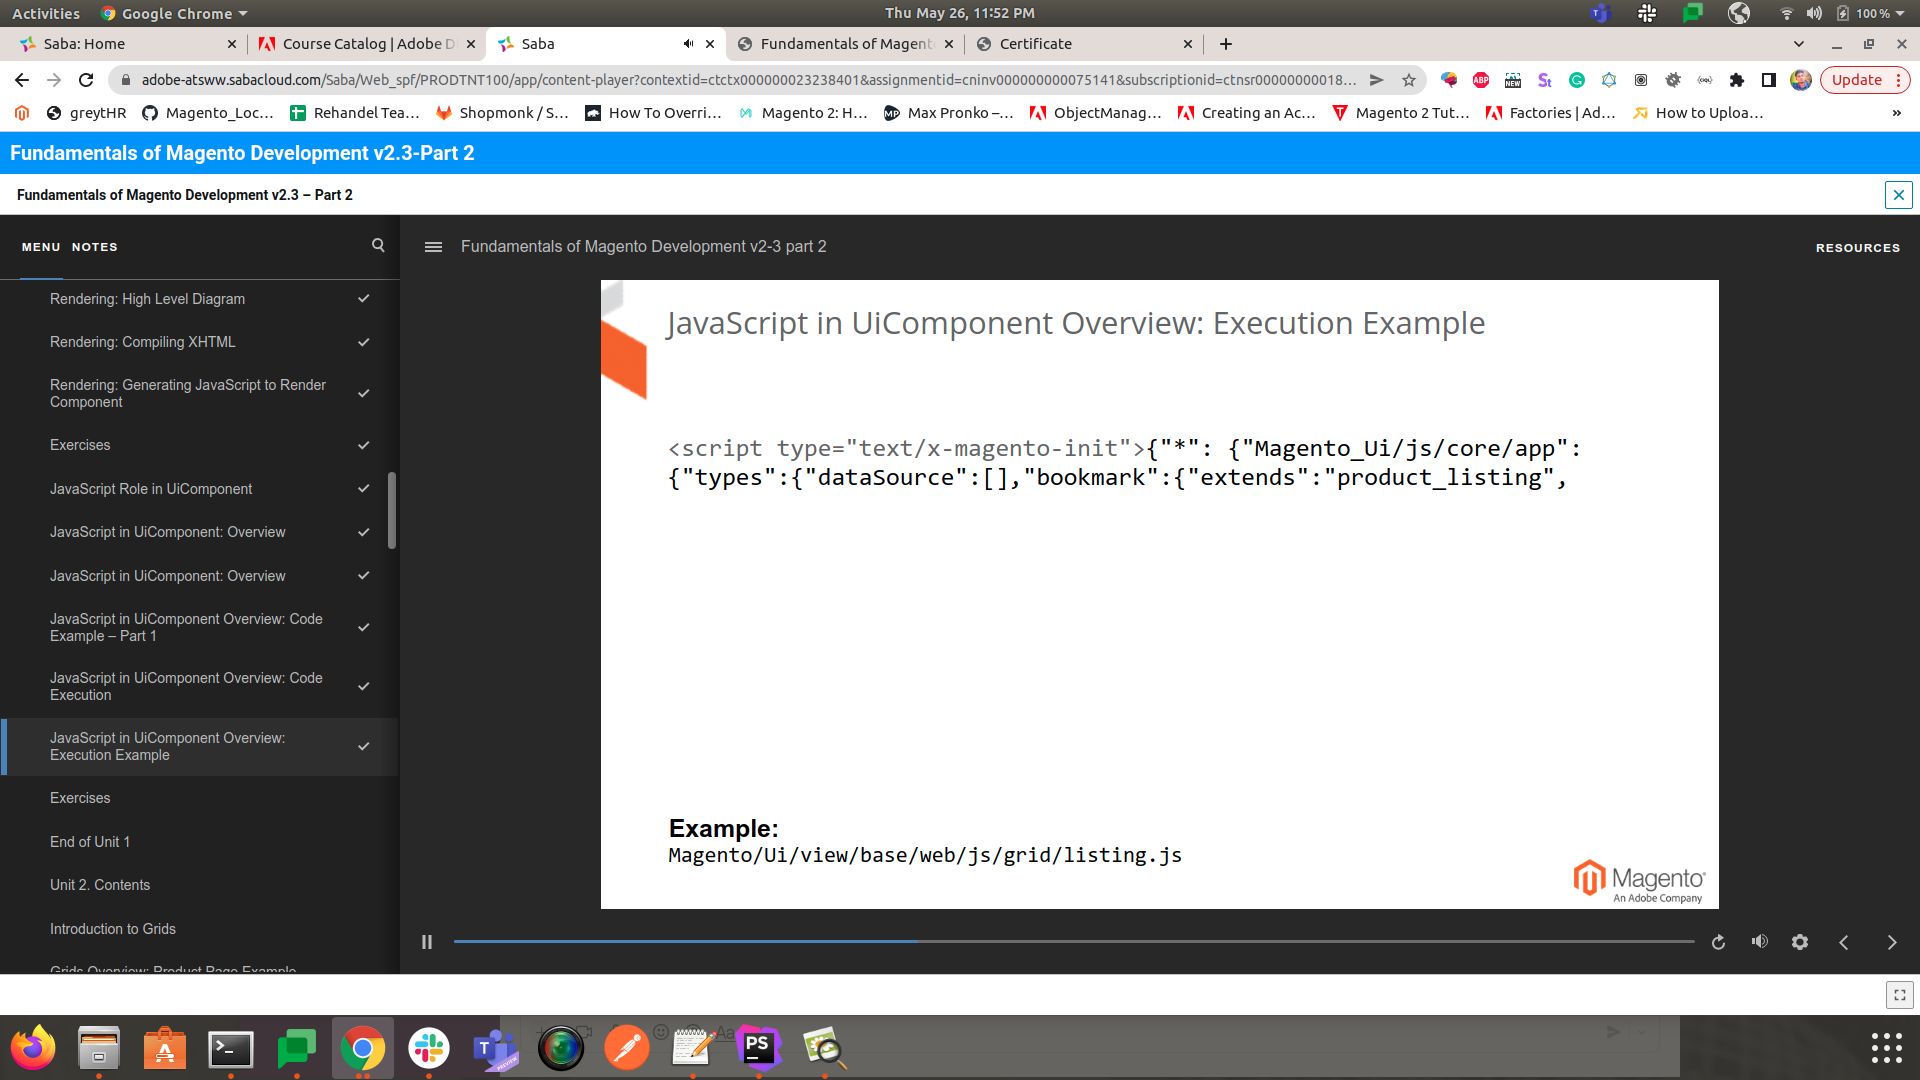 Activities
Google Chrome
Thu May 26, 11:52 PM
100 %
Saba: Home
Course Catalog | Adobe D
Saba
Fundamentals of Magent
Certificate
adobe-atsww.sabacloud.com/Saba/Web_spf/PRODTNT100/app/content-player?contextid=ctctx000000023238401&assignmentid=cninv000000000075141&subscriptionid=ctnsr00000000018...
Update
greytHR
Magento_Loc...
Rehandel Tea...
Shopmonk / S...
How To Overri...
Magento 2: H...
Max Pronko –...
ObjectManag...
Creating an Ac...
Magento 2 Tut...
Factories | Ad...
How to Uploa...
»
Fundamentals of Magento Development v2.3-Part 2
Fundamentals of Magento Development v2.3 – Part 2
MENU NOTES
Fundamentals of Magento Development v2-3 part 2
RESOURCES
Rendering: High Level Diagram
Rendering: Compiling XHTML
Rendering: Generating JavaScript to Render
Component
Exercises
JavaScript Role in UiComponent
JavaScript in UiComponent: Overview
JavaScript in UiComponent: Overview
JavaScript in UiComponent Overview: Code
Example – Part 1
JavaScript in UiComponent Overview: Code
Execution
JavaScript in UiComponent Overview:
Execution Example
Exercises
End of Unit 1
Unit 2. Contents
Introduction to Grids
Grids Overview: Product Page Example
JavaScript in UiComponent Overview: Execution Example
<script type="text/x-magento-init">{"*": {"Magento_Ui/js/core/app":
{"types":{"dataSource":[],"bookmark":{"extends":"product_listing",
Example:
Magento/Ui/view/base/web/js/grid/listing.js
Magento
An Adobe Company